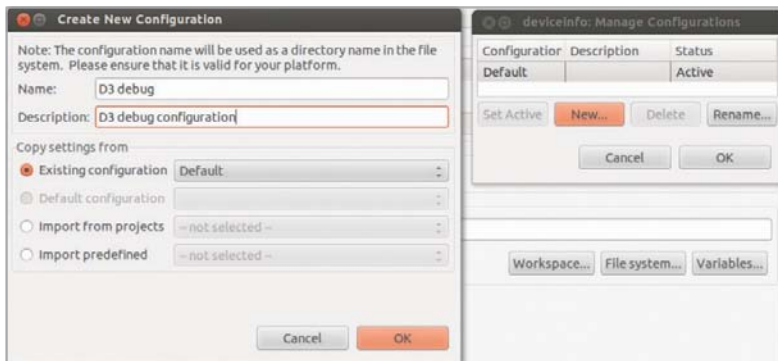 Create New Configuration
Note: The configuration name will be used as a directory name in the file
system. Please ensure that it is valid for your platform.
Name: D3 debug
Description: D3 debug configuration
Copy settings from
Existing configuration Default
Default configuration
Import from projects -- not selected --
Import predefined -- not selected --
Cancel OK
deviceinfo: Manage Configurations
Configuration Description Status
Default Active
Set Active New... Delete Rename...
Cancel OK
Workspace... File system... Variables...